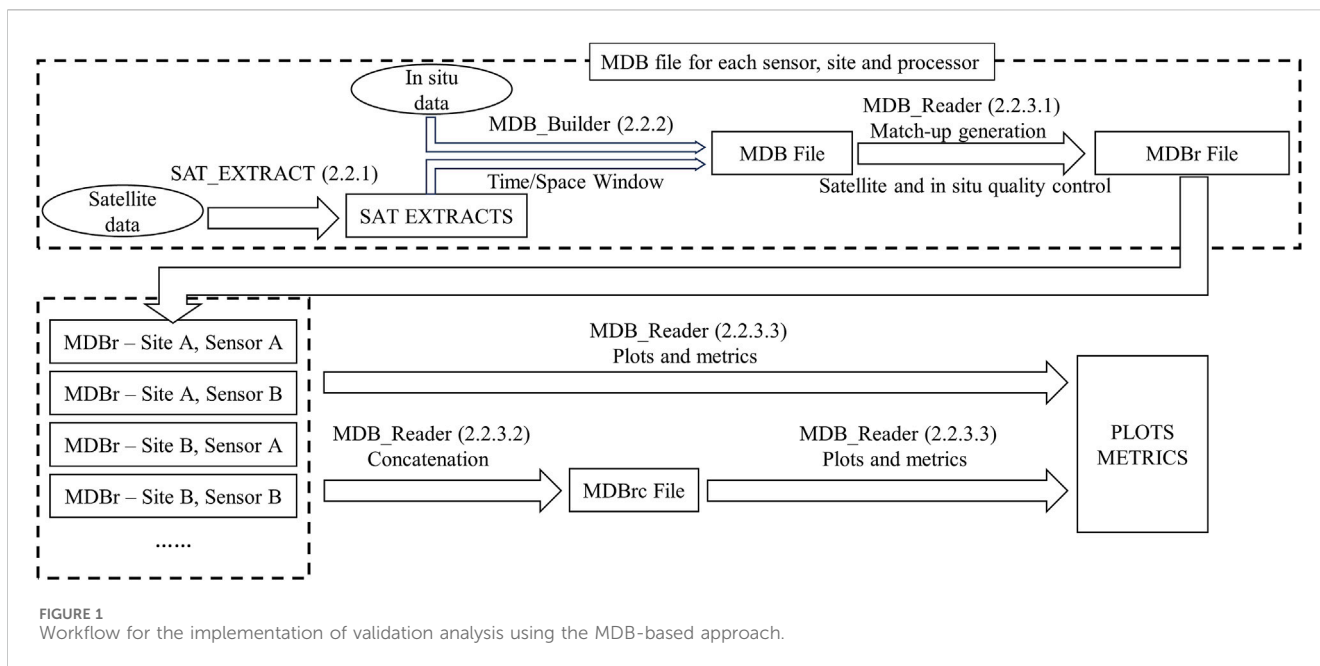 MDB file for each sensor, site and processor
In situ
data
MDB_Builder (2.2.2)
Time/Space Window
SAT_EXTRACT (2.2.1)
Satellite
data
SAT EXTRACTS
MDB File
MDB_Reader (2.2.3.1)
Match-up generation
Satellite and in situ quality control
MDBr File
MDBr – Site A, Sensor A
MDBr – Site A, Sensor B
MDBr – Site B, Sensor A
MDBr – Site B, Sensor B
......
MDB_Reader (2.2.3.3)
Plots and metrics
MDB_Reader (2.2.3.2)
Concatenation
MDBrc File
MDB_Reader (2.2.3.3)
Plots and metrics
PLOTS
METRICS
FIGURE 1
Workflow for the implementation of validation analysis using the MDB-based approach.